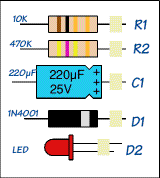 10K R1
470K R2
220µF 220µF 25V C1
1N4001 D1
LED D2